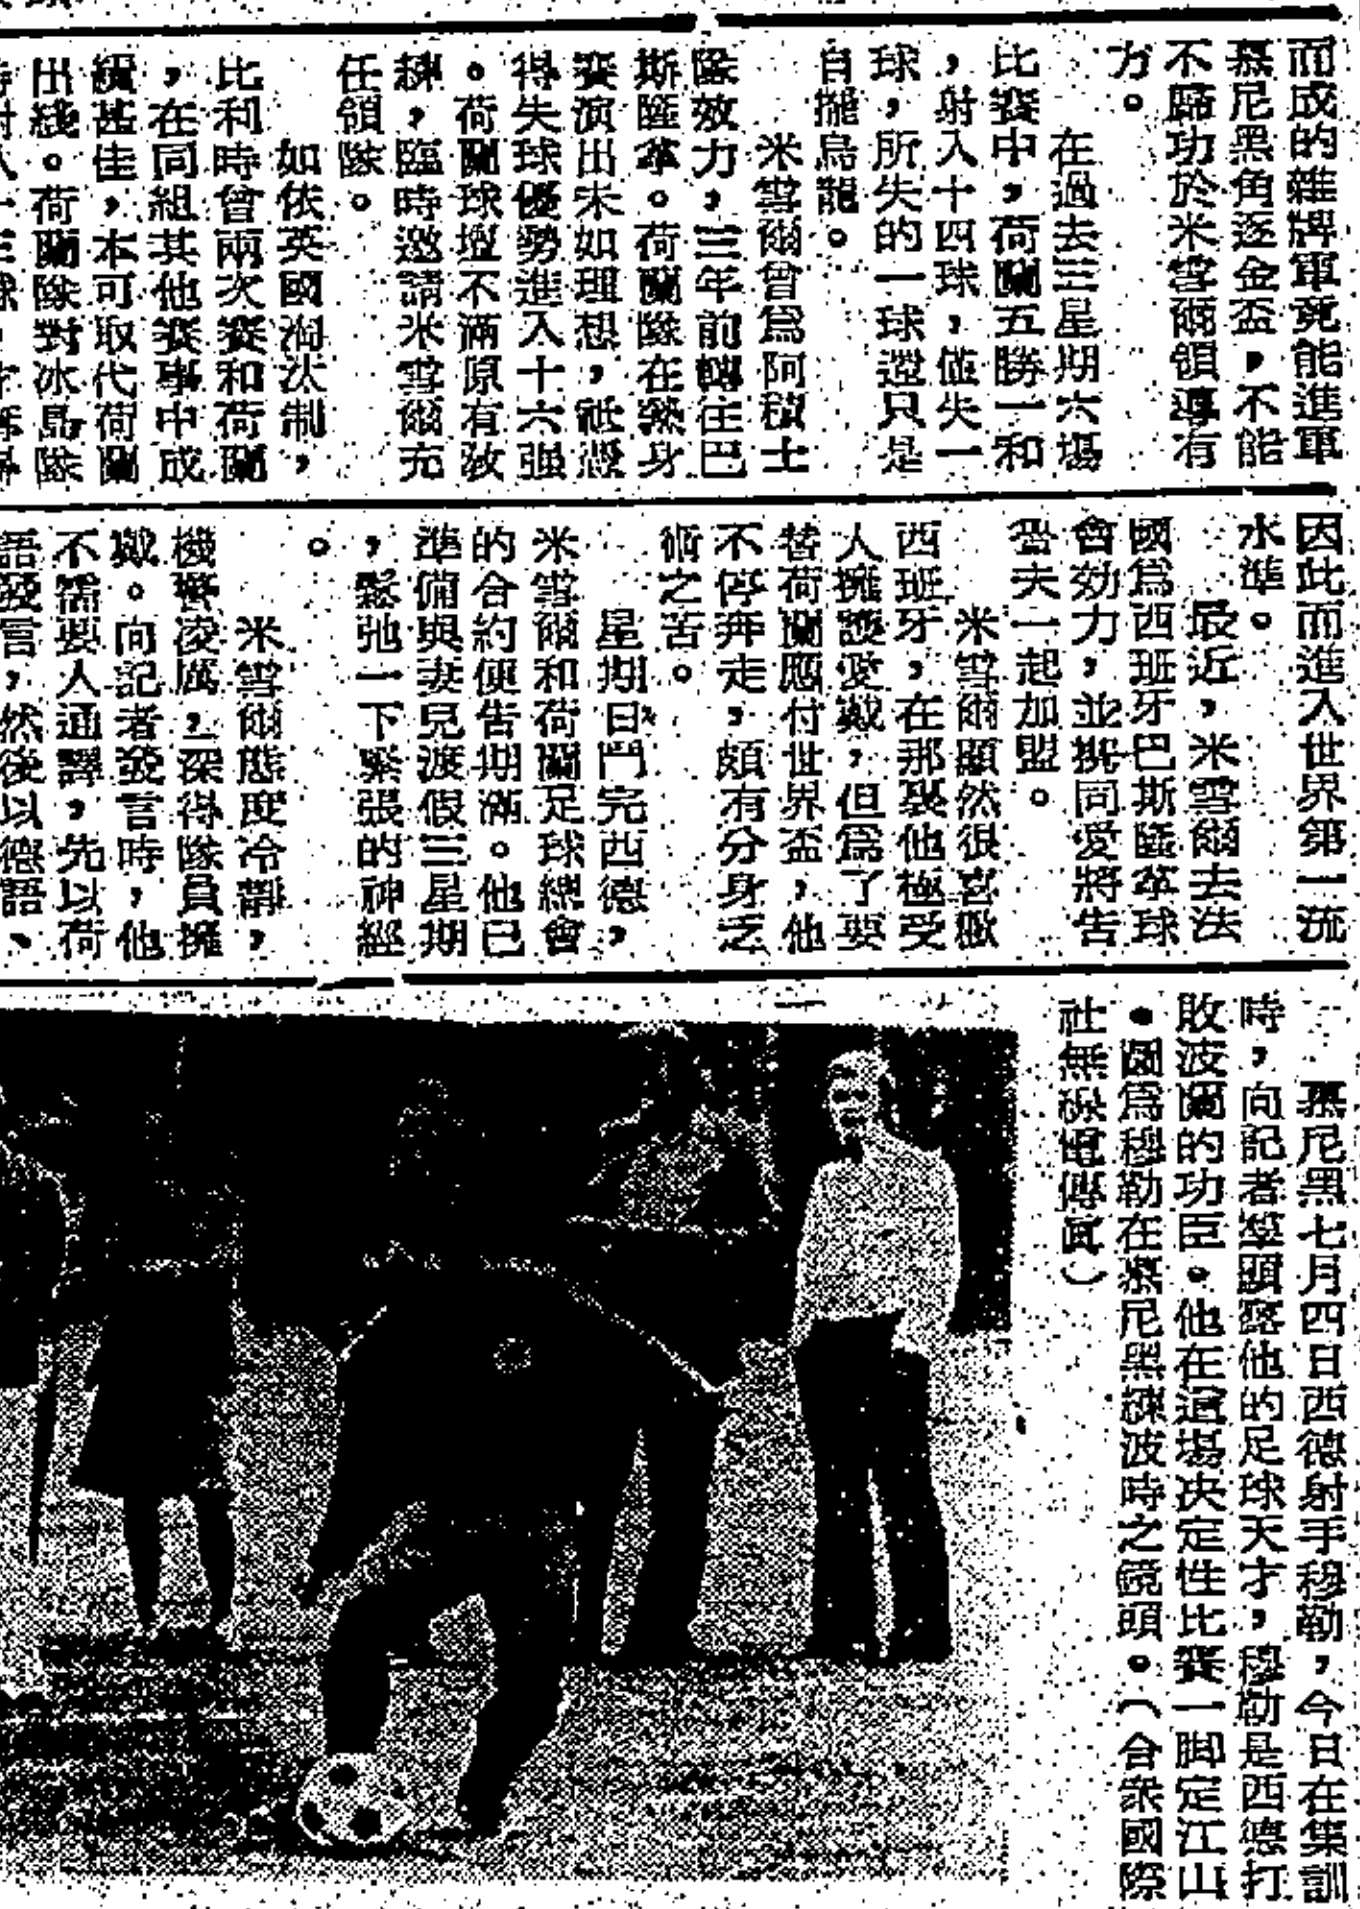 而成的雜牌軍竟能進軍
慕尼黑角逐金盃，不能
不歸功於米雪爾領導有
力。
在過去三星期六場
比賽中，荷蘭五勝一和
，射入十四球，僅失一
球，所失的一球還只是
自擺烏龍。
米雪爾曾爲阿積士
隊效力，三年前轉往巴
斯隆拿。荷蘭隊在熱身
賽演出未如理想，祇憑
得失球優勢進入十六强
。荷蘭球壇不滿原有敎
練，臨時邀請米雪爾充
任領隊。
如依英國淘汰制，
比利時曾兩次賽和荷蘭
，在同組其他賽事中成
績甚佳，本可取代荷蘭
出綫。荷蘭隊對冰島隊
因此而進入世界第一流
水準。
最近，米雪爾去法
國爲西班牙巴斯隆拿球
會効力，並携同愛將告
魯夫一起加盟。
米雪爾顯然很喜歡
西班牙，在那裏他極受
人擁護愛戴，但爲了要
替荷蘭應付世界盃，他
不停奔走，頗有分身乏
術之苦。
星期日鬥完西德，
米雪爾和荷蘭足球總會
的合約便告期滿。他已
準備與妻兒渡假三星期
，鬆弛一下緊張的神經
。
米雪爾態度冷靜，
機警凌厲，深得隊員擁
戴。向記者發言時，他
不需要人通譯，先以荷
語發言，然後以德語、
慕尼黑七月四日西德射手穆勒，今日在集訓
時，向記者羣顯露他的足球天才，穆勒是西德打
敗波蘭的功臣。他在這場决定性比賽一脚定江山
。圖爲穆勒在慕尼黑練波時之鏡頭。（合衆國際
社無線電傳眞）